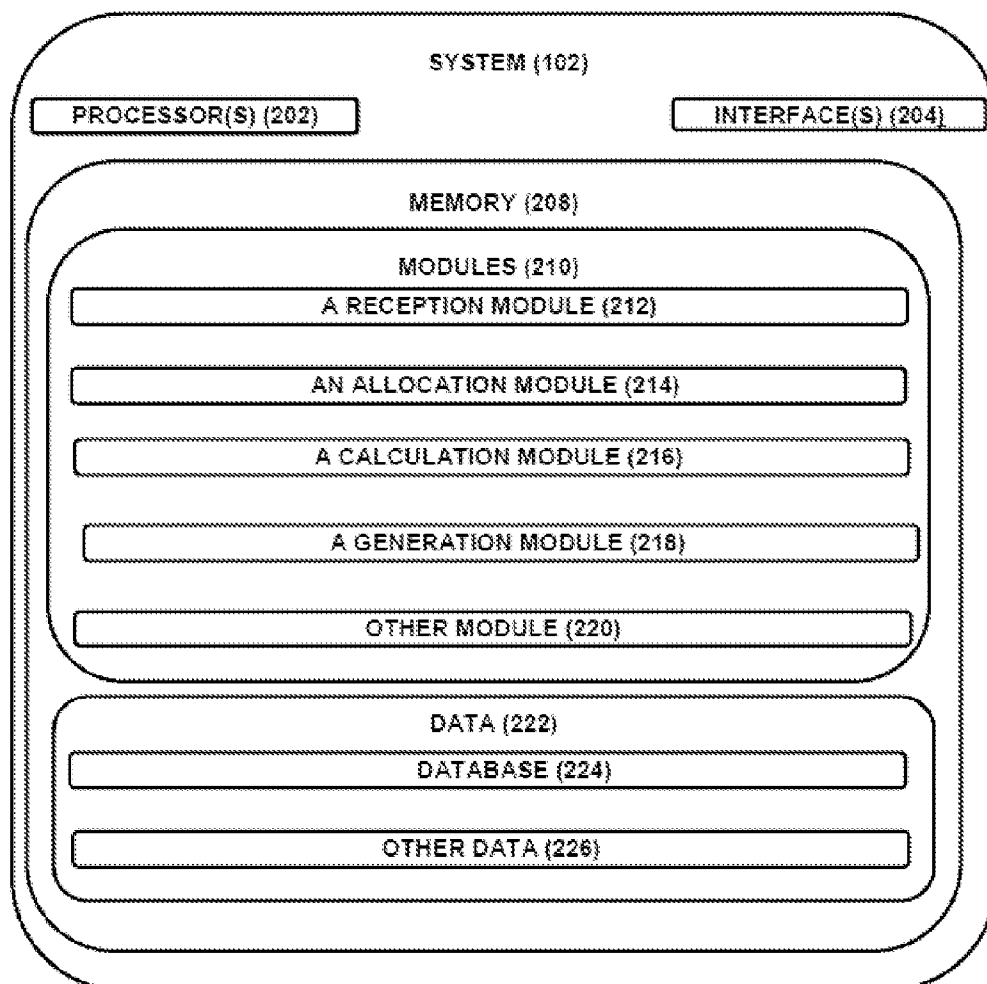 SYSTEM (102)
PROCESSOR(S) (202)
INTERFACE(S) (204)
MEMORY (208)
MODULES (210)
A RECEPTION MODULE (212)
AN ALLOCATION MODULE (214)
A CALCULATION MODULE (216)
A GENERATION MODULE (218)
OTHER MODULE (220)
DATA (222)
DATABASE (224)
OTHER DATA (226)